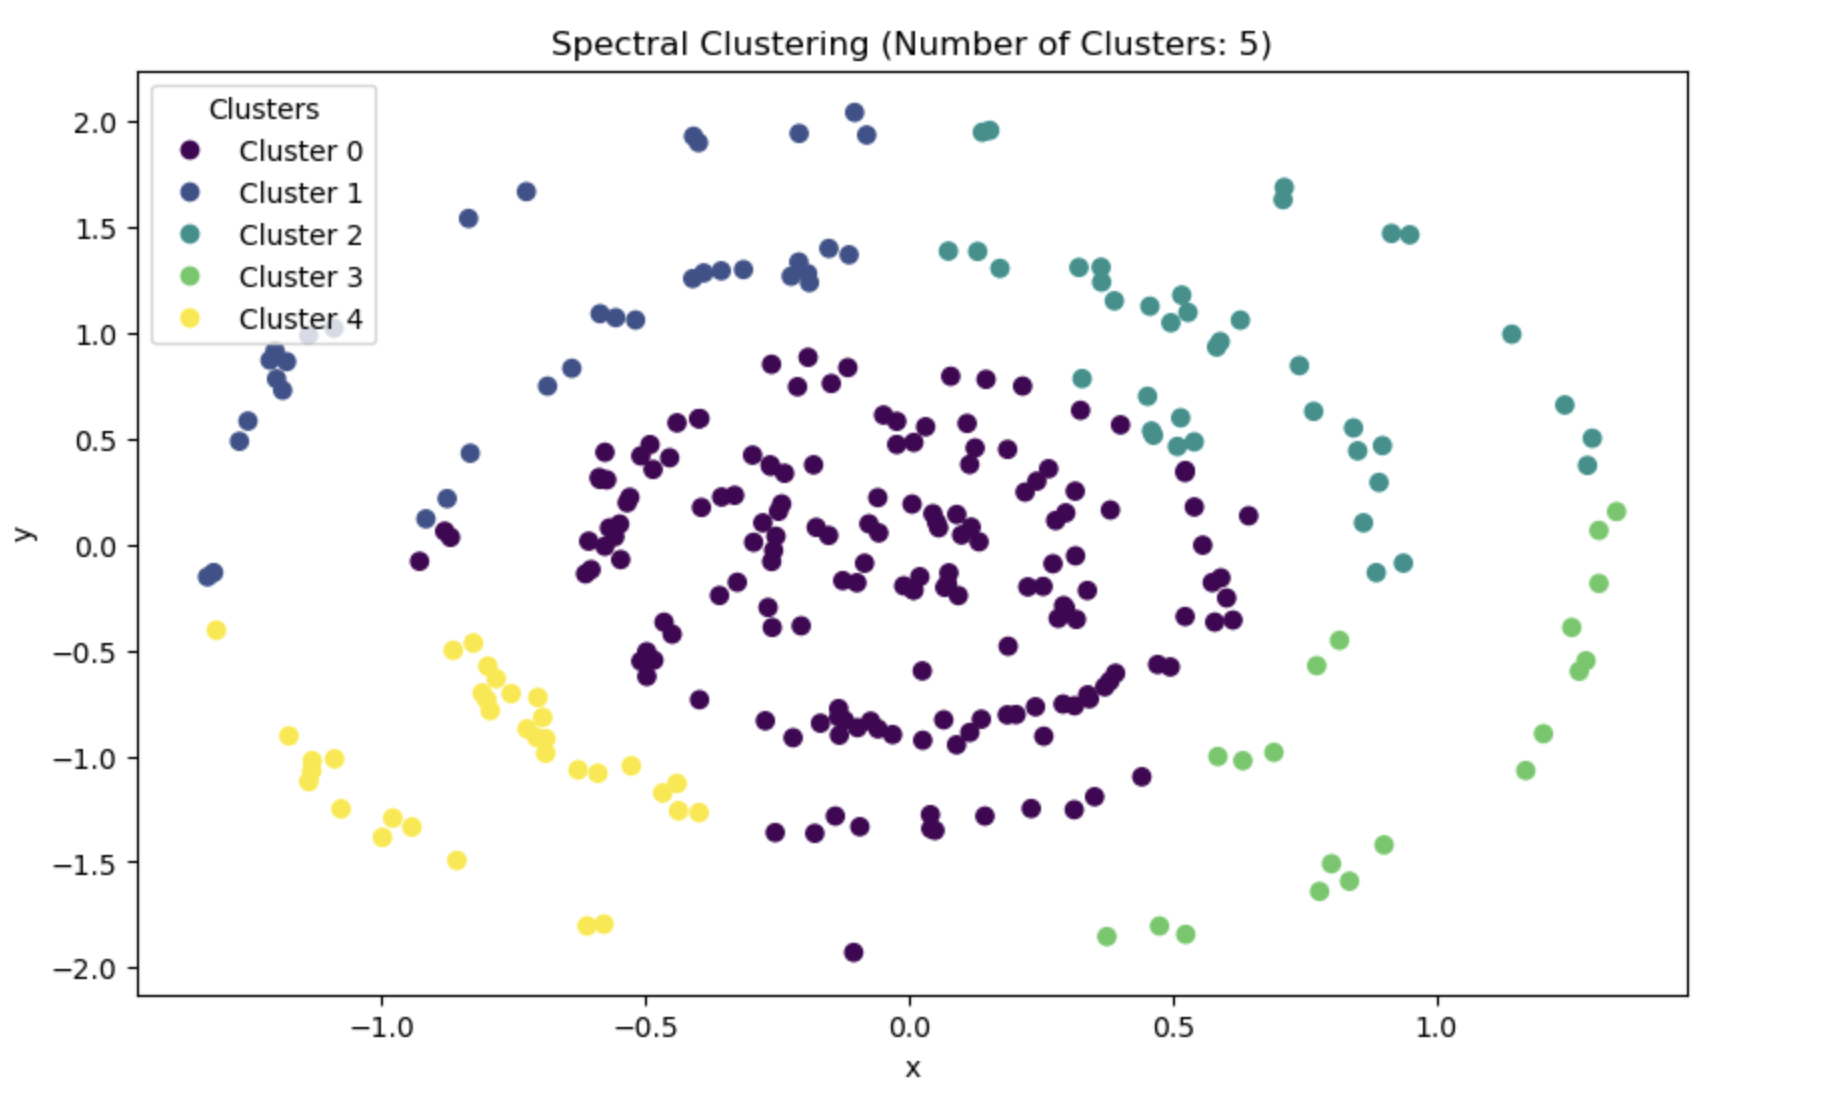 Spectral Clustering (Number of Clusters: 5)
Clusters
Cluster 0
Cluster 1
Cluster 2
Cluster 3
Cluster 4
2.0
1.5
1.0
0.5
0.0
−0.5
−1.0
−1.5
−2.0
y
−1.0 −0.5 0.0 0.5 1.0
x